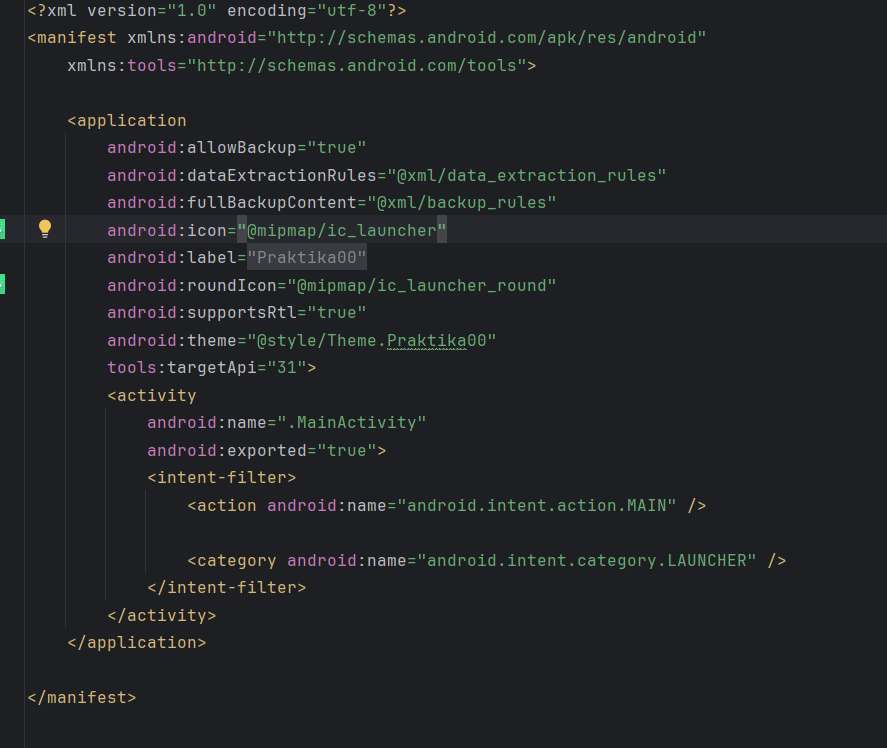 <?xml version="1.0" encoding="utf-8"?>
<manifest xmlns:android="http://schemas.android.com/apk/res/android"
    xmlns:tools="http://schemas.android.com/tools">

    <application
        android:allowBackup="true"
        android:dataExtractionRules="@xml/data_extraction_rules"
        android:fullBackupContent="@xml/backup_rules"
        android:icon="@mipmap/ic_launcher"
        android:label="Praktika00"
        android:roundIcon="@mipmap/ic_launcher_round"
        android:supportsRtl="true"
        android:theme="@style/Theme.Praktika00"
        tools:targetApi="31">
        <activity
            android:name=".MainActivity"
            android:exported="true">
            <intent-filter>
                <action android:name="android.intent.action.MAIN" />

                <category android:name="android.intent.category.LAUNCHER" />
            </intent-filter>
        </activity>
    </application>

</manifest>